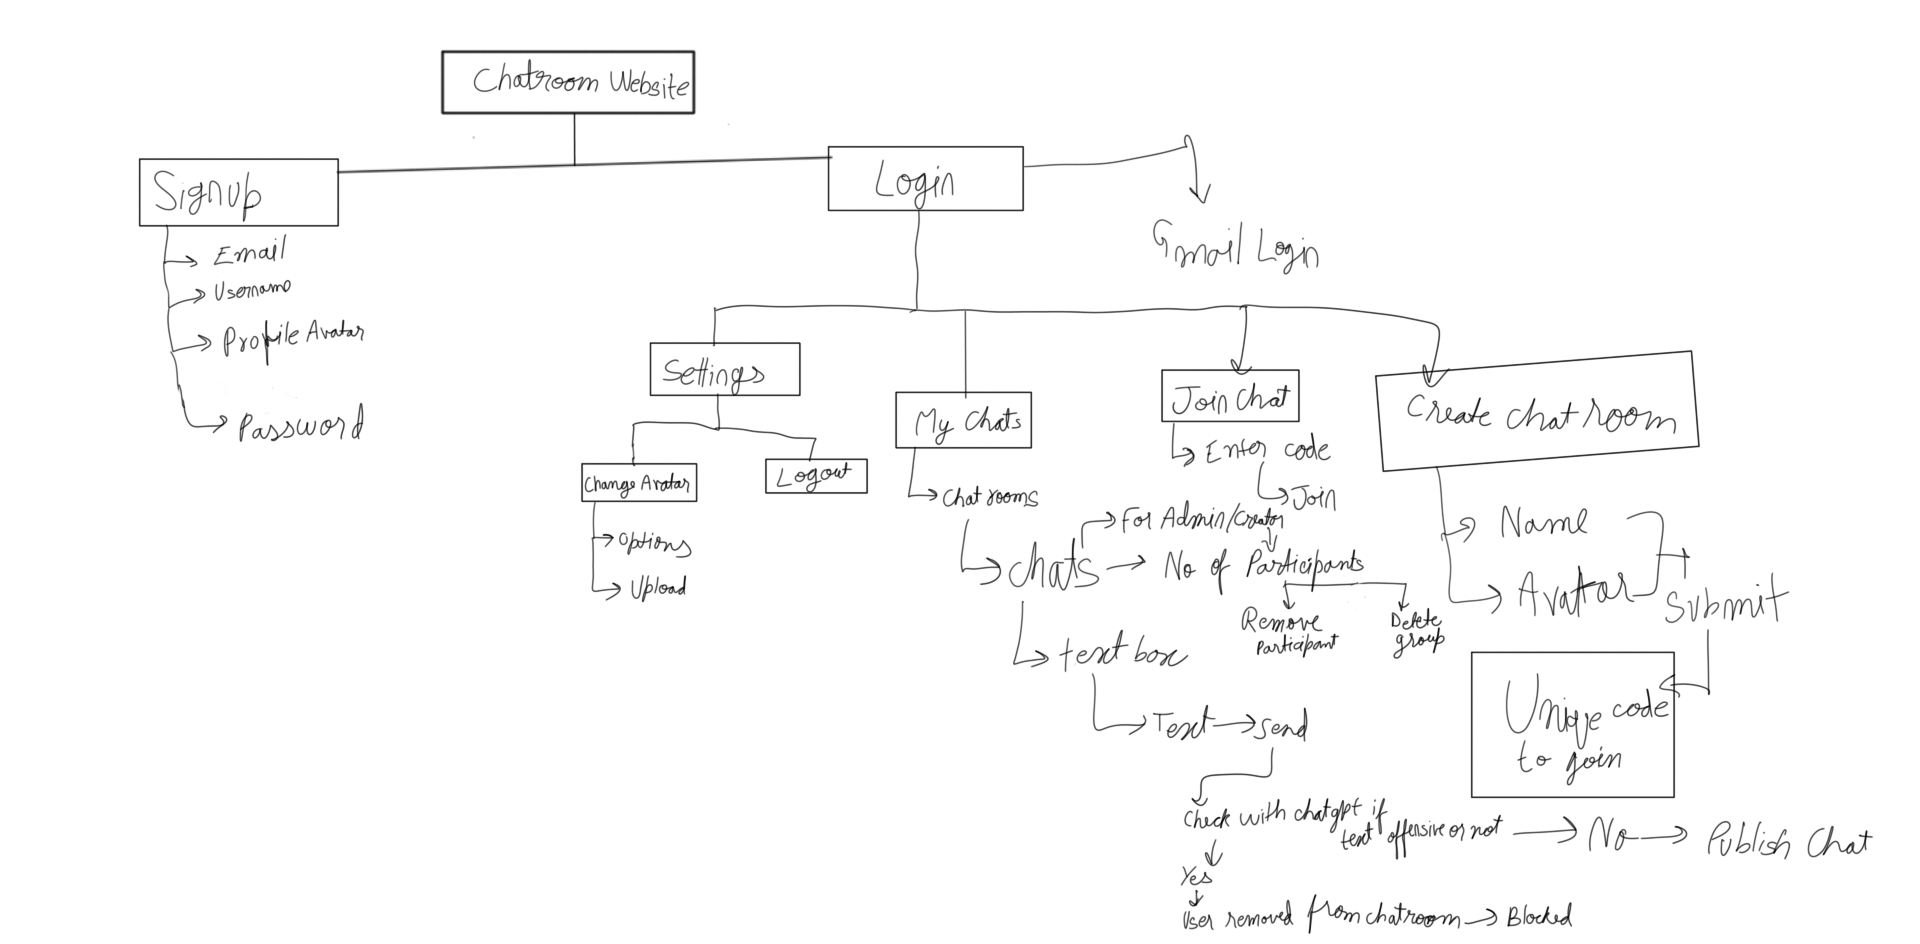 Chatroom Website
Signup
Login
Email
Username
Profile Avatar
Password
Gmail Login
Settings
Change Avatar
Logout
Options
Upload
My Chats
Chat rooms
chats
For Admin/Creator
No of Participants
Remove
Participant
Delete
group
text box
Text
Send
Check with chatgpt if
text offensive or not
No
Publish Chat
Yes
User removed from chatroom
Blocked
Join Chat
Enter code
Join
Create chat room
Name
Avatar
Submit
Unique code
to join